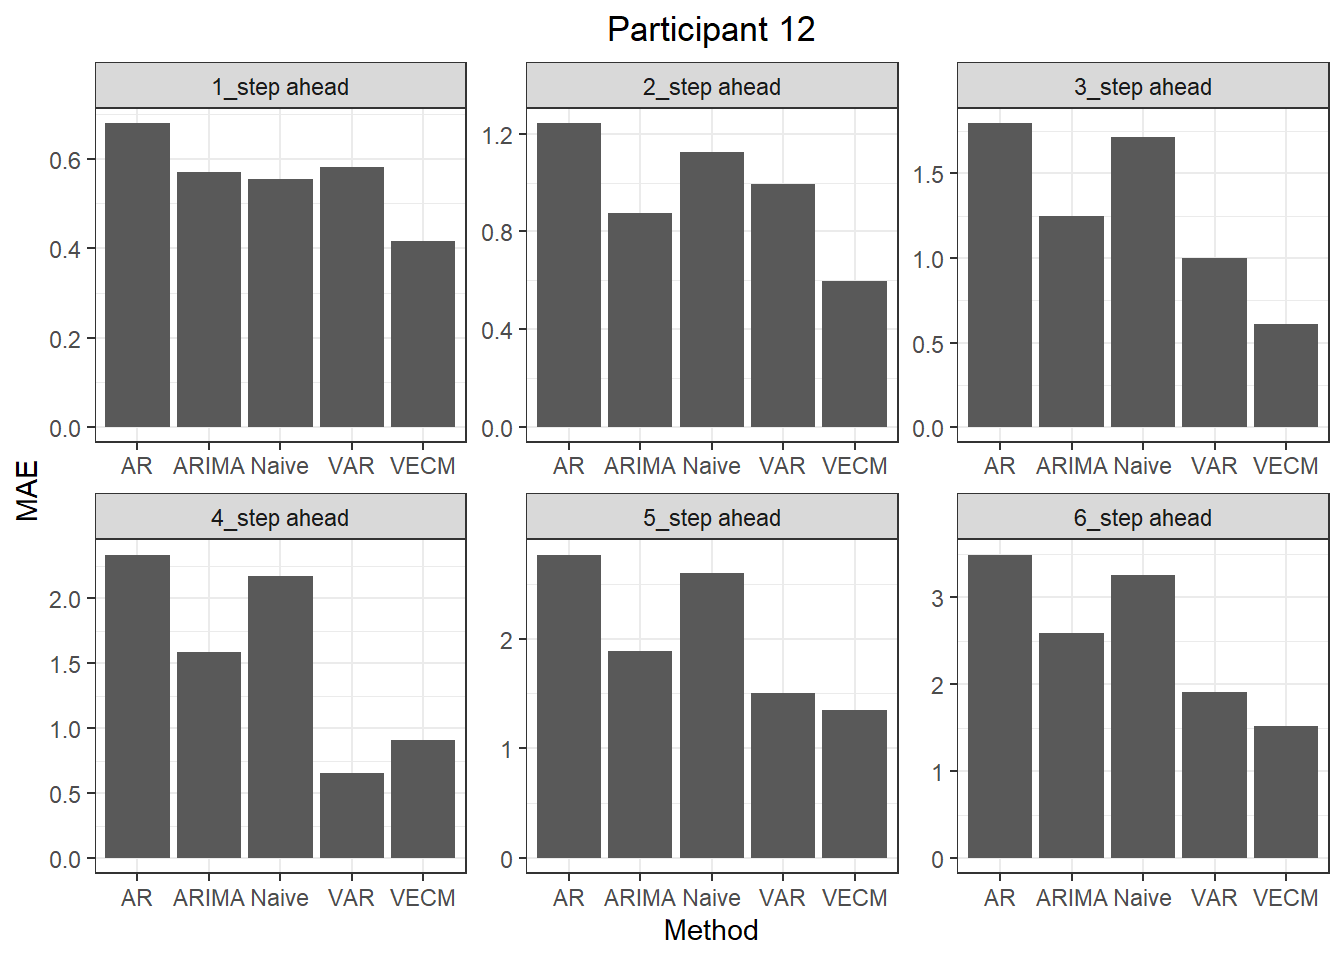 Participant 12
1_step ahead
2_step ahead
3_step ahead
0.6
0.4
0.2
0.0
1.2
0.8
0.4
0.0
1.5
1.0
0.5
0.0
AR ARIMA Naive VAR VECM
AR ARIMA Naive VAR VECM
AR ARIMA Naive VAR VECM
MAE
4_step ahead
5_step ahead
6_step ahead
2.0
1.5
1.0
0.5
0.0
2
1
0
3
2
1
0
AR ARIMA Naive VAR VECM
AR ARIMA Naive VAR VECM
AR ARIMA Naive VAR VECM
Method